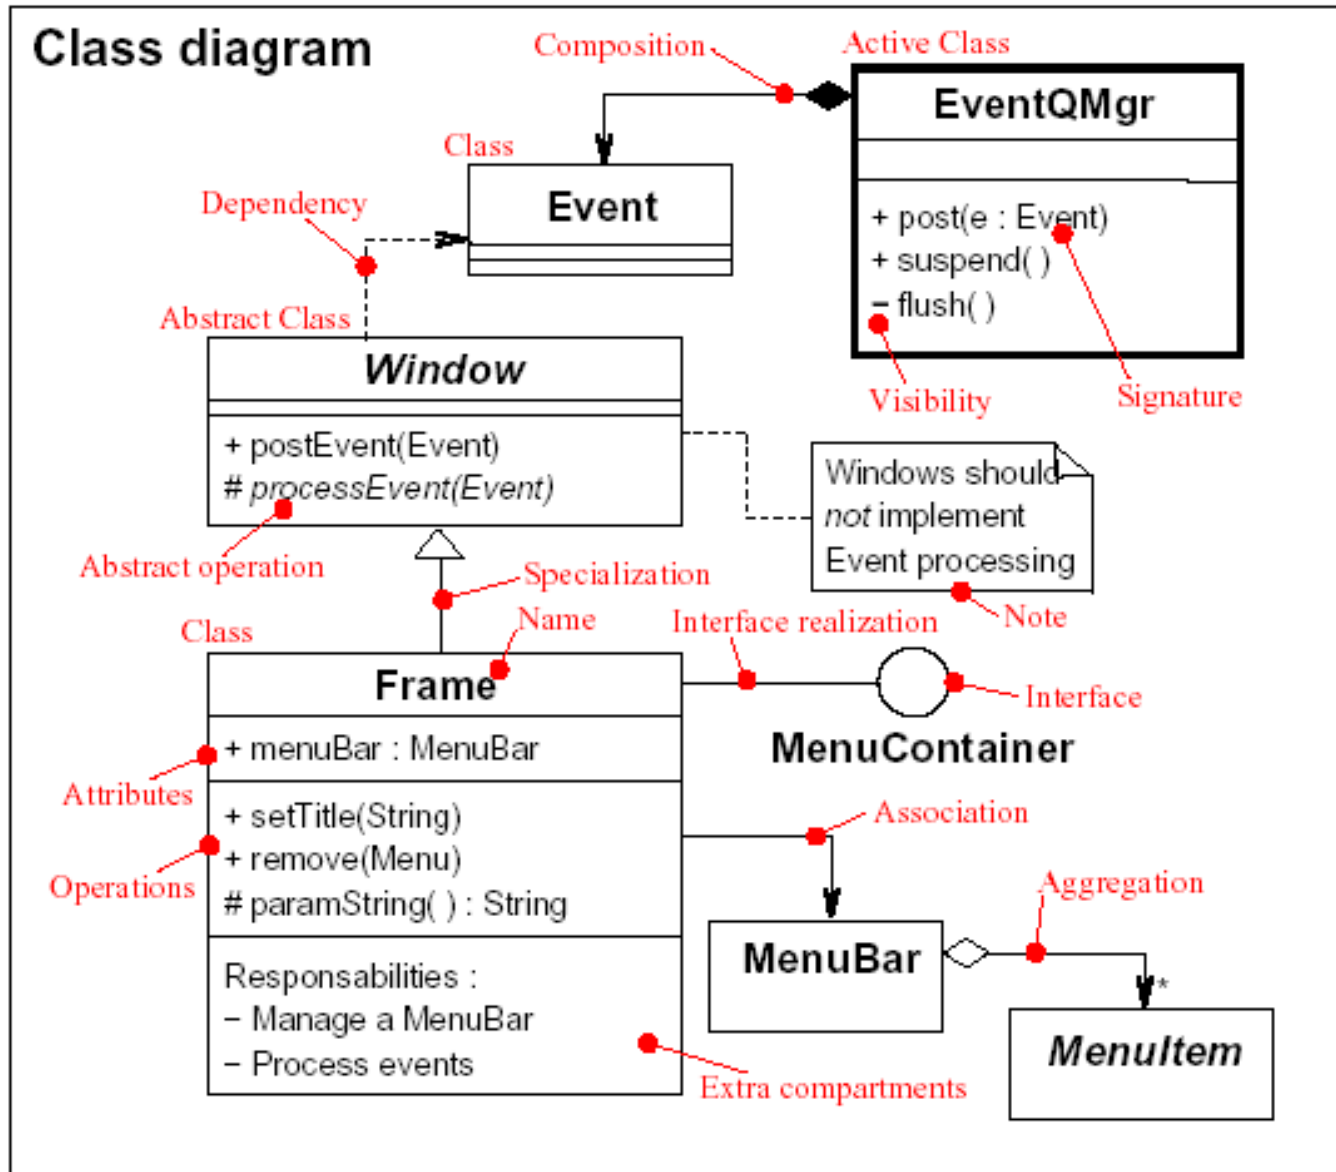 Class diagram
Composition
Active Class
EventQMgr
Class
Event
Dependency
+ post(e : Event)
+ suspend( )
− flush( )
Abstract Class
Window
Visibility
Signature
+ postEvent(Event)
# processEvent(Event)
Windows should
not implement
Event processing
Abstract operation
Specialization
Note
Class
Name
Interface realization
Frame
Interface
+ menuBar : MenuBar
MenuContainer
Attributes
+ setTitle(String)
Association
+ remove(Menu)
Operations
# paramString( ) : String
Aggregation
MenuBar
Responsabilities :
*
− Manage a MenuBar
MenuItem
− Process events
Extra compartments